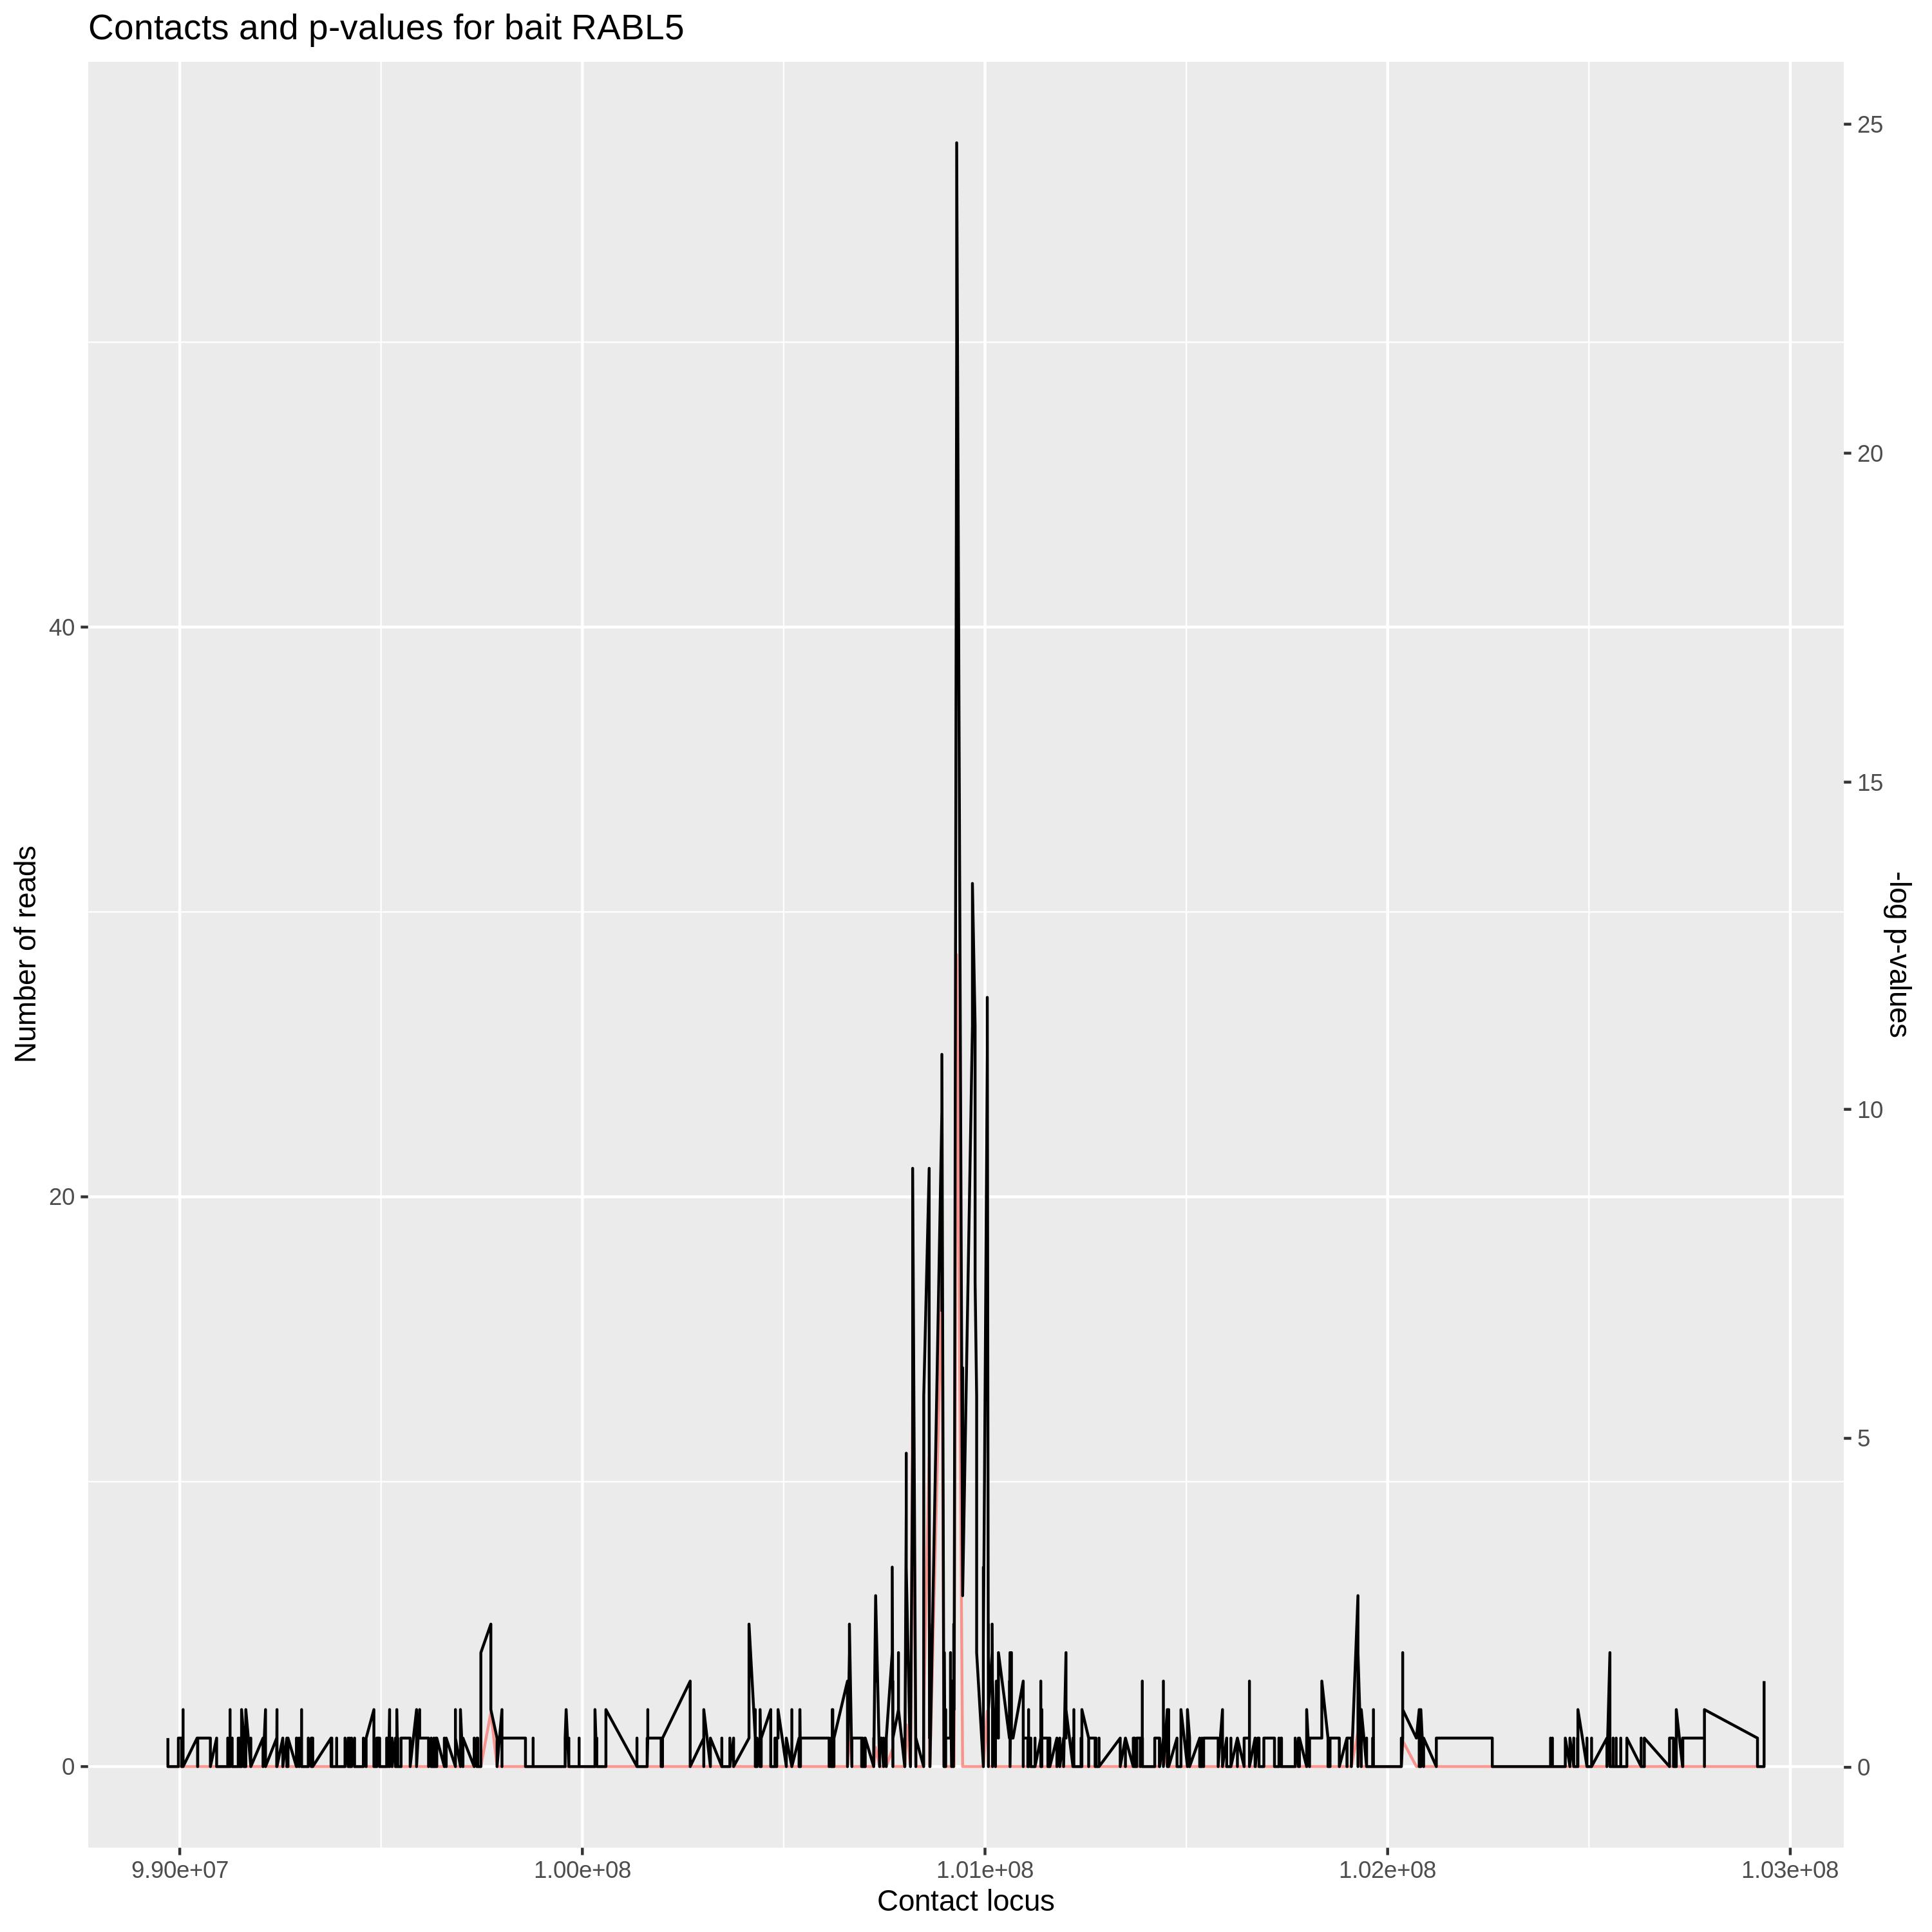 Contacts and p-values for bait RABL5
Number of reads
40
20
0
25
20
15
10
5
0
-log p-values
9.90e+07
1.00e+08
1.01e+08
1.02e+08
1.03e+08
Contact locus